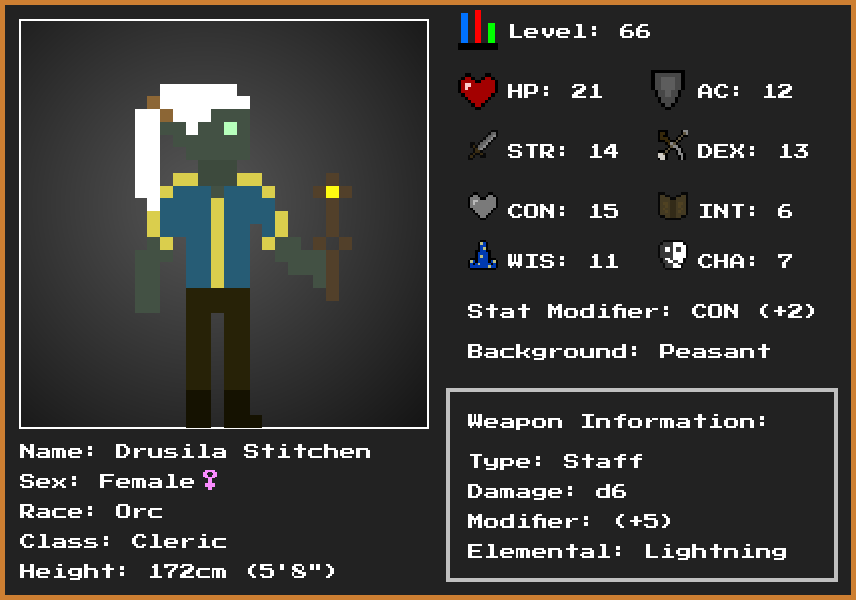 Level: 66
HP: 21 AC: 12
STR: 14 DEX: 13
CON: 15 INT: 6
WIS: 11 CHA: 7
Stat Modifier: CON (+2)
Background: Peasant
Weapon Information:
Type: Staff
Damage: d6
Modifier: (+5)
Elemental: Lightning
Name: Drusila Stitchen
Sex: Female♀
Race: Orc
Class: Cleric
Height: 172cm (5'8")